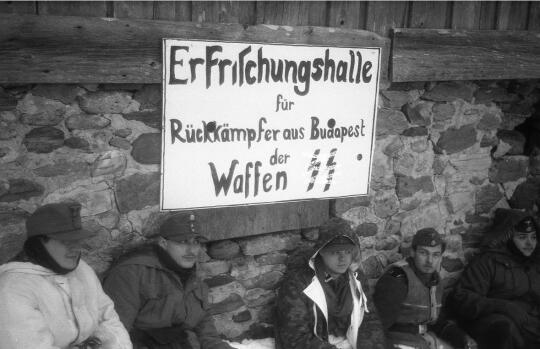 ErFrischungshalle
für
Rückkämpfer aus Budapest
der
Waffen ᛋᛋ